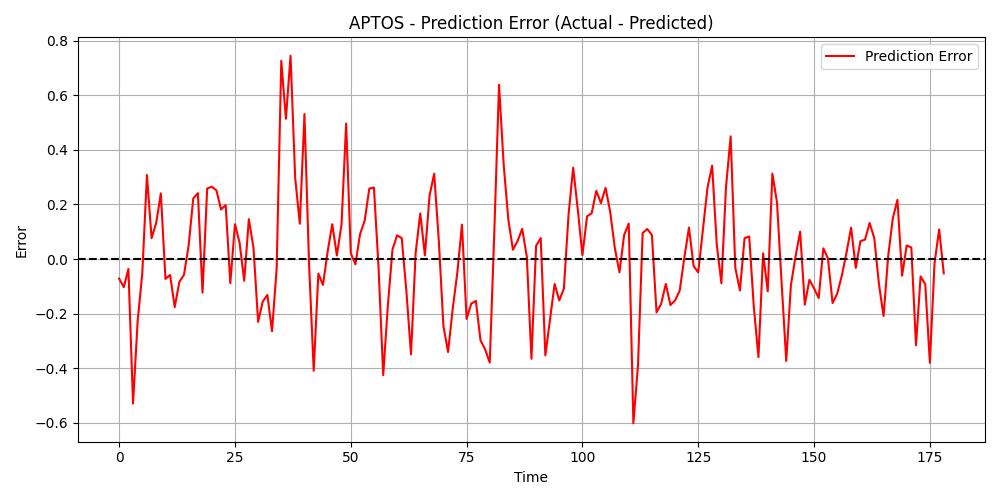 APTOS - Prediction Error (Actual - Predicted)
Prediction Error
Error
0.8
0.6
0.4
0.2
0.0
−0.2
−0.4
−0.6
0 25 50 75 100 125 150 175
Time